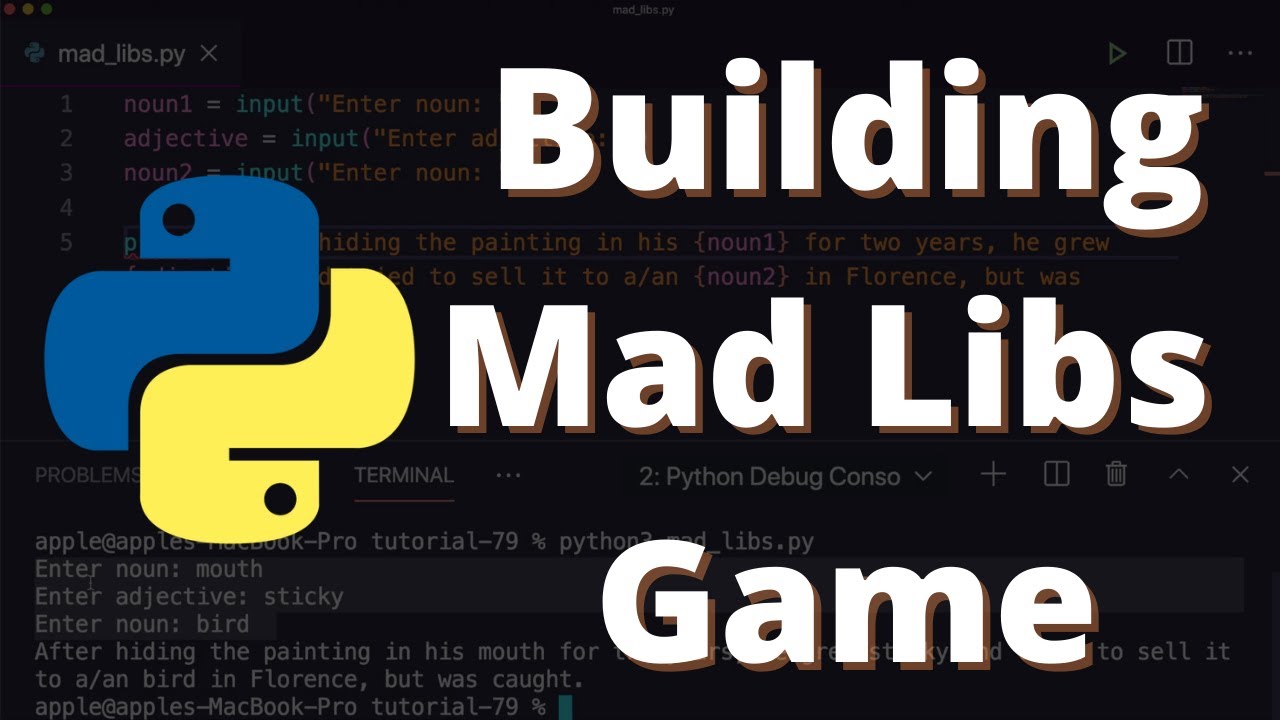 mad_libs.py
mad_libs.py
Building
Mad Libs
Game
1 noun1 = input("Enter noun:
2 adjective = input("Enter
3 noun2 = input("Enter noun:
4
5 hiding the painting in his {noun1} for two years, he grew
to sell it to a/an {noun2} in Florence, but was
PROBLEMS TERMINAL ... 2: Python Debug Conso
apple@apples-MacBook-Pro tutorial-79 % python3 mad_libs.py
Enter noun: mouth
Enter adjective: sticky
Enter noun: bird
After hiding the painting in his mouth for to sell it
to a/an bird in Florence, but was caught.
apple@apples-MacBook-Pro tutorial-79 %